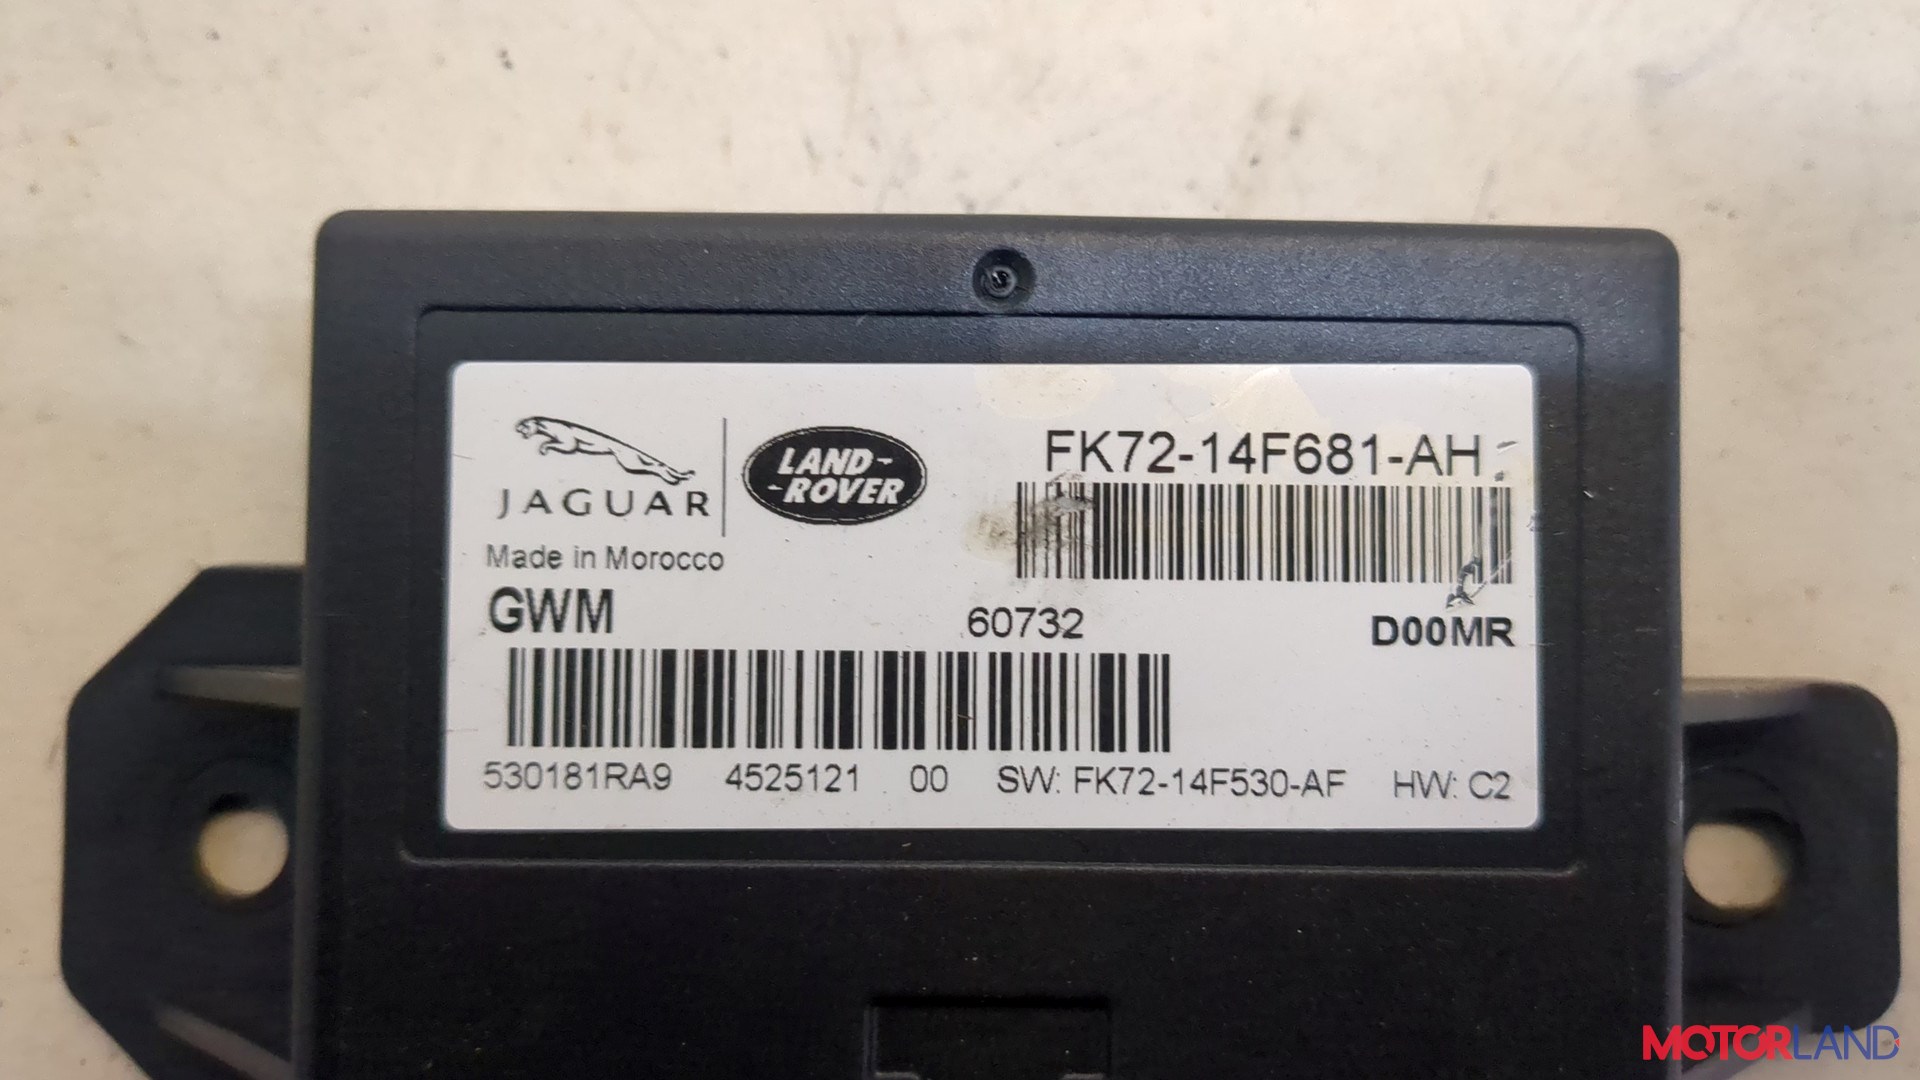 JAGUAR
LAND-
-ROVER
FK72-14F681-AH
Made in Morocco
GWM 60732 D00MR
530181RA9 4525121 00 SW: FK72-14F530-AF HW: C2
MOTORLAND